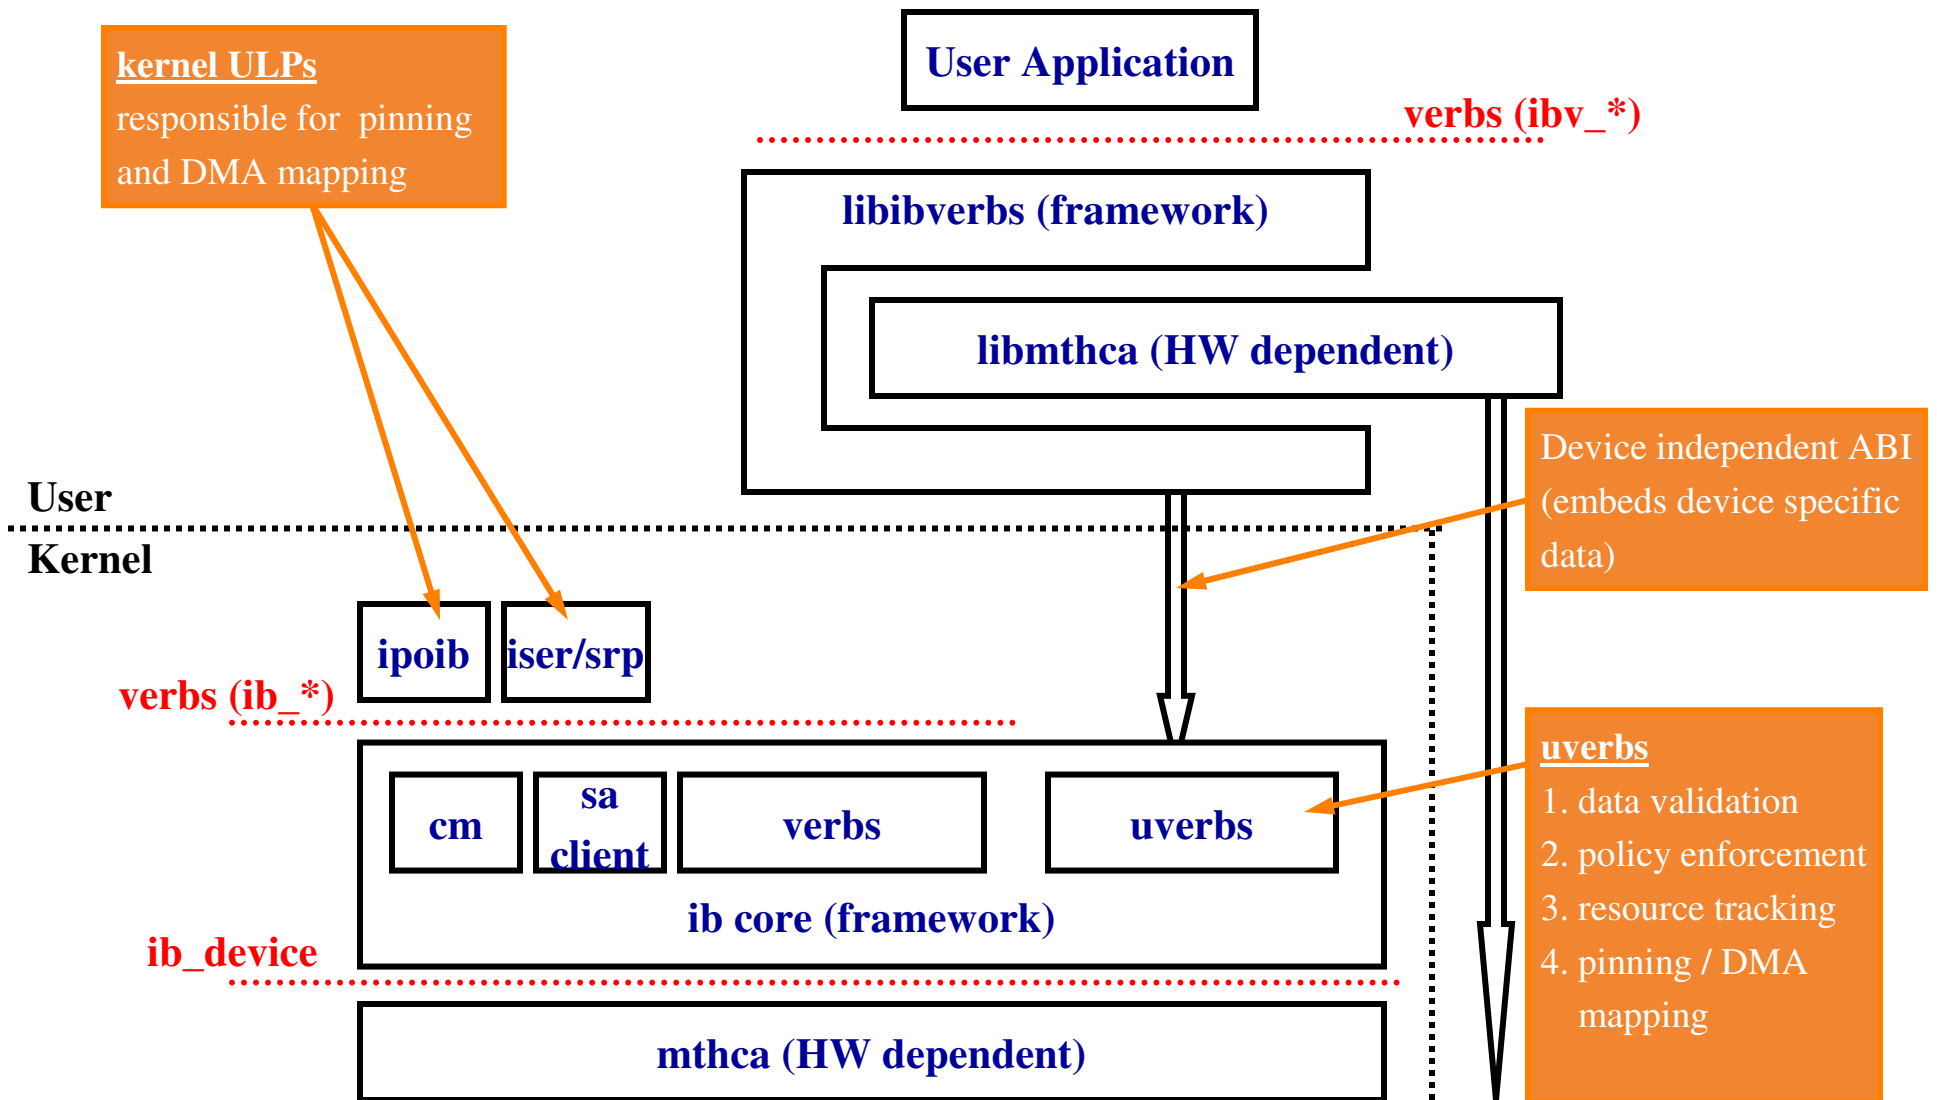 kernel ULPs
responsible for pinning
and DMA mapping
User Application
verbs (ibv_*)
libibverbs (framework)
libmthca (HW dependent)
Device independent ABI
(embeds device specific
data)
User
Kernel
ipoib
iser/srp
verbs (ib_*)
cm
sa
client
verbs
uverbs
ib core (framework)
uverbs
1. data validation
2. policy enforcement
3. resource tracking
4. pinning / DMA
mapping
ib_device
mthca (HW dependent)